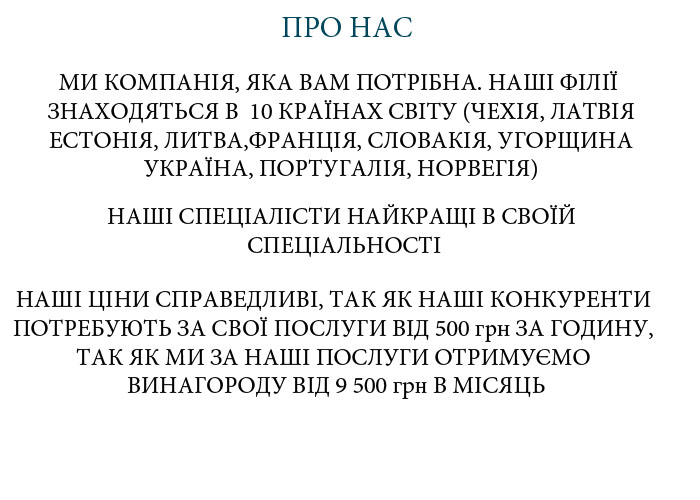 ПРО НАС
МИ КОМПАНІЯ, ЯКА ВАМ ПОТРІБНА. НАШІ ФІЛІЇ
ЗНАХОДЯТЬСЯ В  10 КРАЇНАХ СВІТУ (ЧЕХІЯ, ЛАТВІЯ
ЕСТОНІЯ, ЛИТВА,ФРАНЦІЯ, СЛОВАКІЯ, УГОРЩИНА
УКРАЇНА, ПОРТУГАЛІЯ, НОРВЕГІЯ)
НАШІ СПЕЦІАЛІСТИ НАЙКРАЩІ В СВОЇЙ
СПЕЦІАЛЬНОСТІ
НАШІ ЦІНИ СПРАВЕДЛИВІ, ТАК ЯК НАШІ КОНКУРЕНТИ
ПОТРЕБУЮТЬ ЗА СВОЇ ПОСЛУГИ ВІД 500 грн ЗА ГОДИНУ,
ТАК ЯК МИ ЗА НАШІ ПОСЛУГИ ОТРИМУЄМО
ВИНАГОРОДУ ВІД 9 500 грн В МІСЯЦЬ